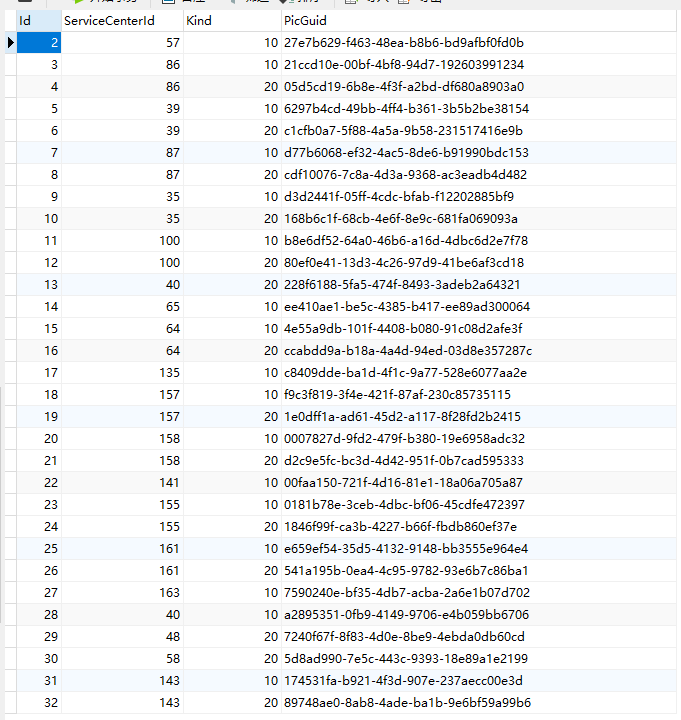 Id ServiceCenterId Kind PicGuid
2 57 10 27e7b629-f463-48ea-b8b6-bd9afbf0fd0b
3 86 10 21ccd10e-00bf-4bf8-94d7-192603991234
4 86 20 05d5cd19-6b8e-4f3f-a2bd-df680a8903a0
5 39 10 6297b4cd-49bb-4ff4-b361-3b5b2be38154
6 39 20 c1cfb0a7-5f88-4a5a-9b58-231517416e9b
7 87 10 d77b6068-ef32-4ac5-8de6-b91990bdc153
8 87 20 cdf10076-7c8a-4d3a-9368-ac3eadb4d482
9 35 10 d3d2441f-05ff-4cdc-bfab-f12202885bf9
10 35 20 168b6c1f-68cb-4e6f-8e9c-681fa069093a
11 100 10 b8e6df52-64a0-46b6-a16d-4dbc6d2e7f78
12 100 20 80ef0e41-13d3-4c26-97d9-41be6af3cd18
13 40 20 228f6188-5fa5-474f-8493-3adeb2a64321
14 65 10 ee410ae1-be5c-4385-b417-ee89ad300064
15 64 10 4e55a9db-101f-4408-b080-91c08d2afe3f
16 64 20 ccabdd9a-b18a-4a4d-94ed-03d8e357287c
17 135 10 c8409dde-ba1d-4f1c-9a77-528e6077aa2e
18 157 10 f9c3f819-3f4e-421f-87af-230c85735115
19 157 20 1e0dff1a-ad61-45d2-a117-8f28fd2b2415
20 158 10 0007827d-9fd2-479f-b380-19e6958adc32
21 158 20 d2c9e5fc-bc3d-4d42-951f-0b7cad595333
22 141 10 00faa150-721f-4d16-81e1-18a06a705a87
23 155 10 0181b78e-3ceb-4dbc-bf06-45cdfe472397
24 155 20 1846f99f-ca3b-4227-b66f-fbdb860ef37e
25 161 10 e659ef54-35d5-4132-9148-bb3555e964e4
26 161 20 541a195b-0ea4-4c95-9782-93e6b7c86ba1
27 163 10 7590240e-bf35-4db7-acba-2a6e1b07d702
28 40 10 a2895351-0fb9-4149-9706-e4b059bb6706
29 48 20 7240f67f-8f83-4d0e-8be9-4ebda0db60cd
30 58 20 5d8ad990-7e5c-443c-9393-18e89a1e2199
31 143 10 174531fa-b921-4f3d-907e-237aecc00e3d
32 143 20 89748ae0-8ab8-4ade-ba1b-9e6bf59a99b6